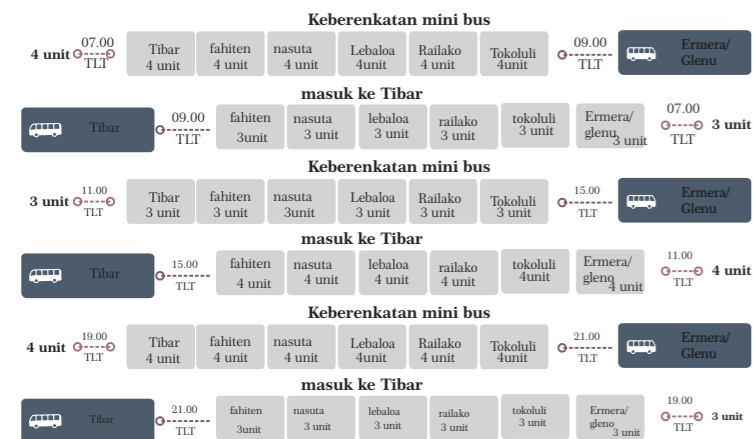 Keberenkatan mini bus
4 unit 07.00 TLT Tibar 4 unit fahiten 4 unit nasuta 4 unit Lebaloa 4 unit Railako 4 unit Tokoluli 4unit 09.00 TLT Ermera/ Glenu
masuk ke Tibar
Tibar 09.00 TLT fahiten 3unit nasuta 3 unit lebaloa 3 unit railako 3 unit tokoluli 3 unit Ermera/ glenu 3 unit 07.00 TLT 3 unit
Keberenkatan mini bus
3 unit 11.00 TLT Tibar 3 unit fahiten 3 unit nasuta 3unit Lebaloa 3 unit Railako 3 unit Tokoluli 3 unit 15.00 TLT Ermera/ Glenu
masuk ke Tibar
Tibar 15.00 TLT fahiten 4 unit nasuta 4 unit lebaloa 4 unit railako 4 unit tokoluli 4unit Ermera/ gleno 4 unit 11.00 TLT 4 unit
Keberenkatan mini bus
4 unit 19.00 TLT Tibar 4 unit fahiten 4 unit nasuta 4 unit Lebaloa 4unit Railako 4 unit Tokoluli 4unit 21.00 TLT Ermera/ Glenu
masuk ke Tibar
Tibar 21.00 TLT fahiten 3unit nasuta 3 unit lebaloa 3 unit railako 3 unit tokoluli 3 unit Ermera/ gleno 3 unit 19.00 TLT 3 unit